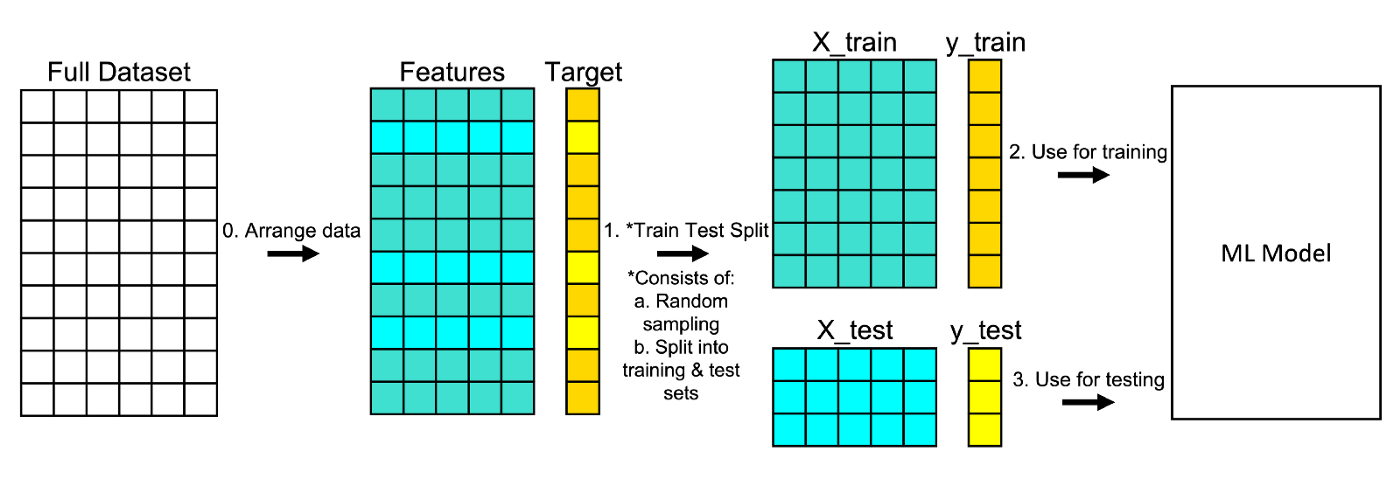 Full Dataset
0. Arrange data
Features
Target
1. *Train Test Split
*Consists of:
a. Random
sampling
b. Split into
training & test
sets
X_train
y_train
2. Use for training
X_test
y_test
3. Use for testing
ML Model